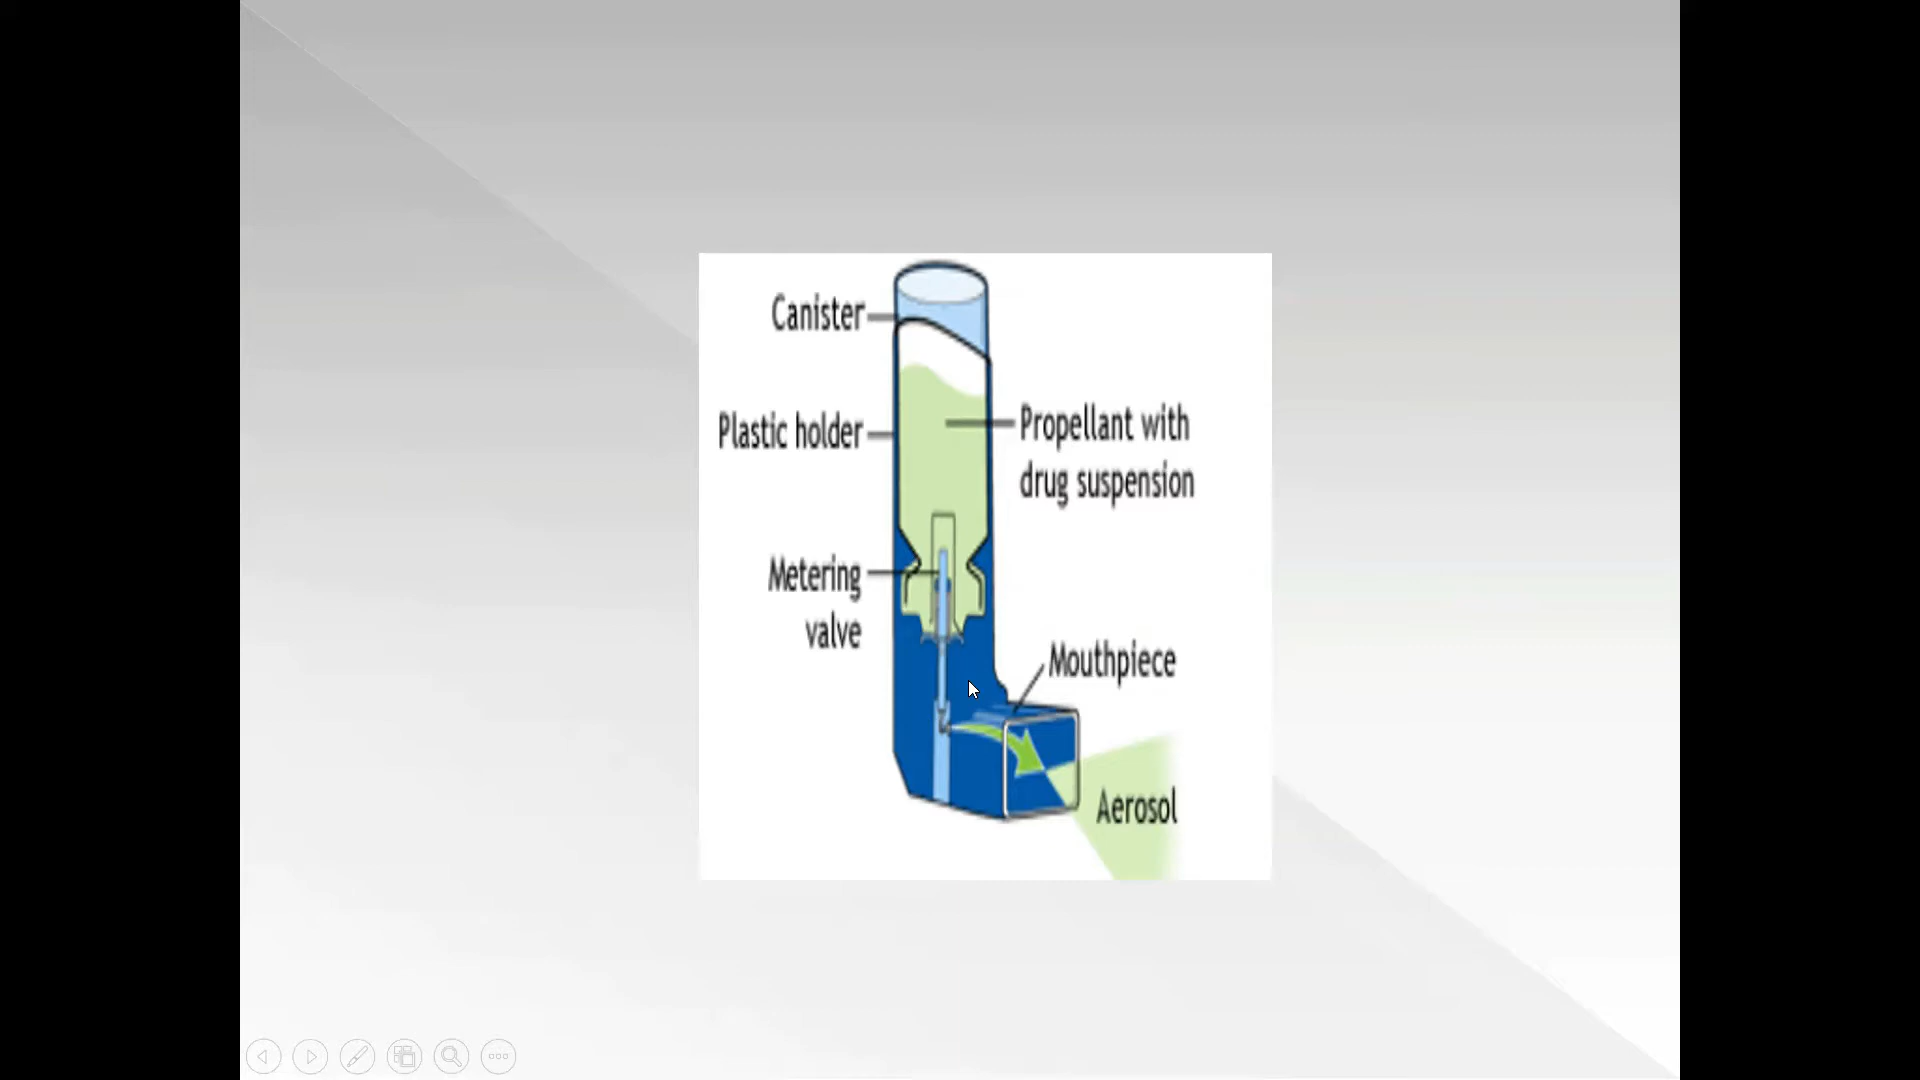 Canister
Plastic holder
Propellant with
drug suspension
Metering
valve
Mouthpiece
Aerosol